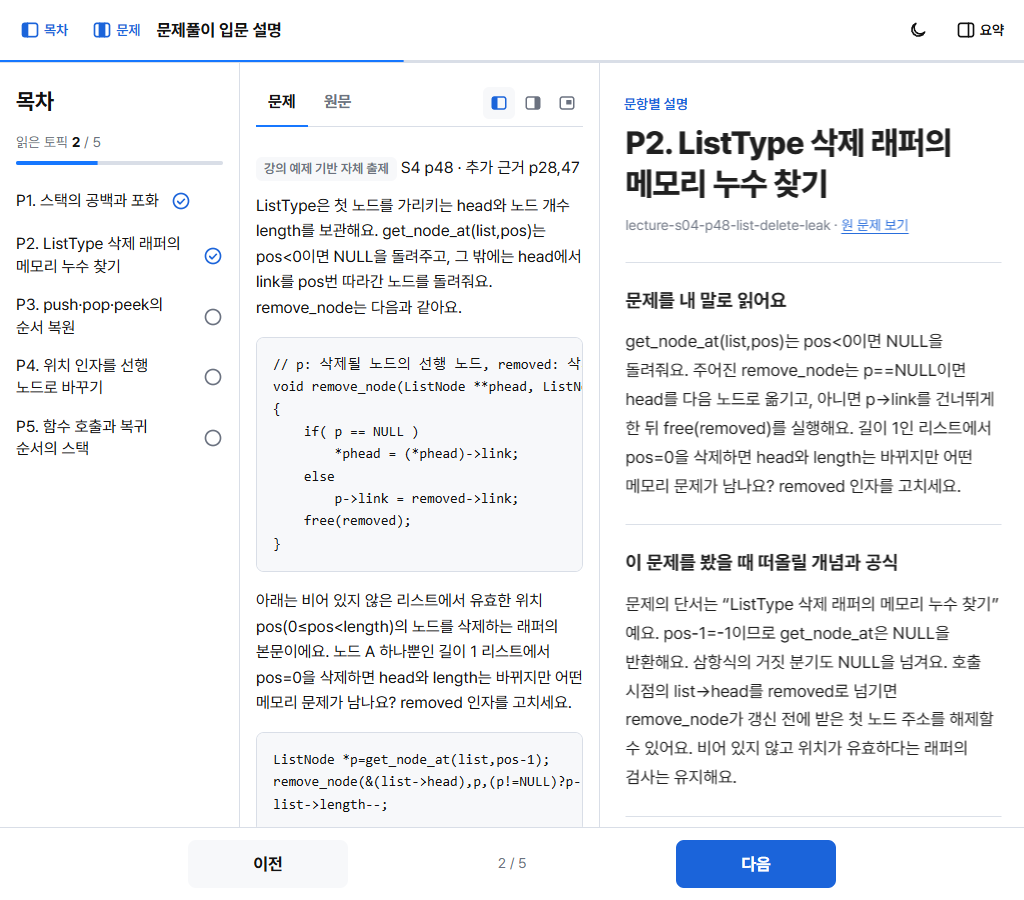 목차
문제
문제풀이 입문 설명
요약
목차
읽은 토픽 2 / 5
P1. 스택의 공백과 포화
P2. ListType 삭제 래퍼의
메모리 누수 찾기
P3. push·pop·peek의
순서 복원
P4. 위치 인자를 선행
노드로 바꾸기
P5. 함수 호출과 복귀
순서의 스택
문제
원문
강의 예제 기반 자체 출제 S4 p48 · 추가 근거 p28,47
ListType은 첫 노드를 가리키는 head와 노드 개수
length를 보관해요. get_node_at(list,pos)는
pos<0이면 NULL을 돌려주고, 그 밖에는 head에서
link를 pos번 따라간 노드를 돌려줘요.
remove_node는 다음과 같아요.
// p: 삭제될 노드의 선행 노드, removed: 삭
void remove_node(ListNode **phead, ListN
{
if( p == NULL )
*phead = (*phead)->link;
else
p->link = removed->link;
free(removed);
}
아래는 비어 있지 않은 리스트에서 유효한 위치
pos(0≤pos<length)의 노드를 삭제하는 래퍼의
본문이에요. 노드 A 하나뿐인 길이 1 리스트에서
pos=0을 삭제하면 head와 length는 바뀌지만 어떤
메모리 문제가 남나요? removed 인자를 고치세요.
ListNode *p=get_node_at(list,pos-1);
remove_node(&(list->head),p,(p!=NULL)?p-
list->length--;
문항별 설명
P2. ListType 삭제 래퍼의
메모리 누수 찾기
lecture-s04-p48-list-delete-leak · 원 문제 보기
문제를 내 말로 읽어요
get_node_at(list,pos)는 pos<0이면 NULL을
돌려줘요. 주어진 remove_node는 p==NULL이면
head를 다음 노드로 옮기고, 아니면 p→link를 건너뛰게
한 뒤 free(removed)를 실행해요. 길이 1인 리스트에서
pos=0을 삭제하면 head와 length는 바뀌지만 어떤
메모리 문제가 남나요? removed 인자를 고치세요.
이 문제를 봤을 때 떠올릴 개념과 공식
문제의 단서는 “ListType 삭제 래퍼의 메모리 누수 찾기”
예요. pos-1=-1이므로 get_node_at은 NULL을
반환해요. 삼항식의 거짓 분기도 NULL을 넘겨요. 호출
시점의 list→head를 removed로 넘기면
remove_node가 갱신 전에 받은 첫 노드 주소를 해제할
수 있어요. 비어 있지 않고 위치가 유효하다는 래퍼의
검사는 유지해요.
이전
2 / 5
다음